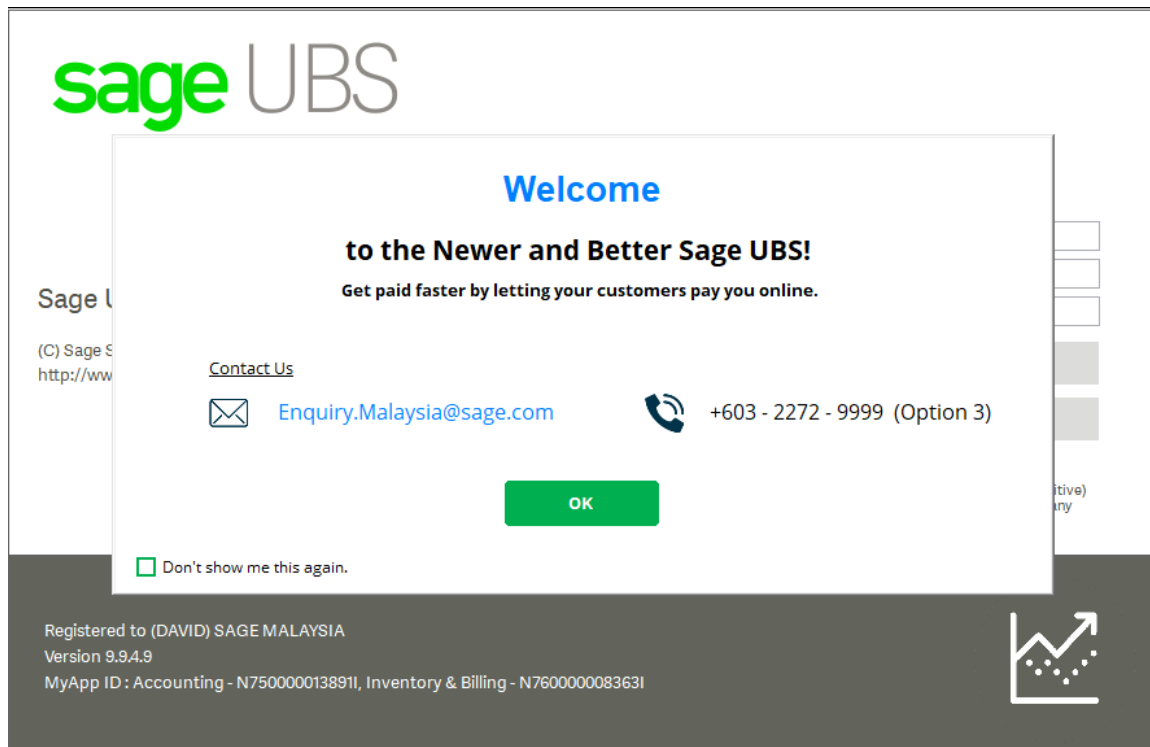 sage UBS
Welcome
to the Newer and Better Sage UBS!
Get paid faster by letting your customers pay you online.
Sage
(C) Sage
http://ww
Contact Us
Enquiry.Malaysia@sage.com
+603 - 2272 - 9999 (Option 3)
OK
itive)
Don't show me this again.
Registered to (DAVID) SAGE MALAYSIA
Version 9.9.4.9
MyApp ID : Accounting - N750000013891I, Inventory & Billing - N760000008363I